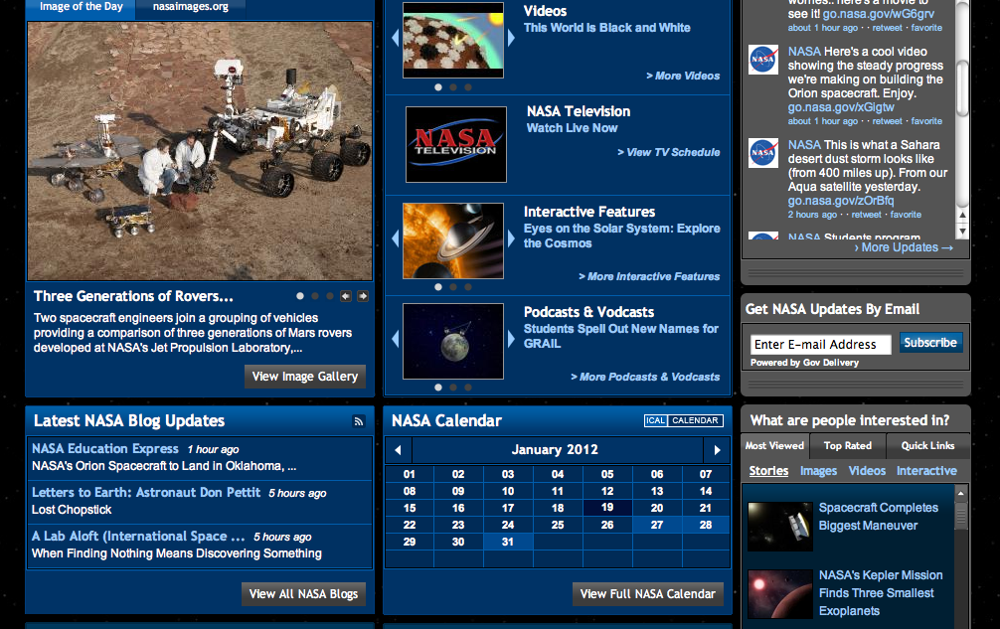 Image of the Day
nasaimages.org
Three Generations of Rovers...
Two spacecraft engineers join a grouping of vehicles
providing a comparison of three generations of Mars rovers
developed at NASA's Jet Propulsion Laboratory,...
View Image Gallery
Latest NASA Blog Updates
NASA Education Express 1 hour ago
NASA's Orion Spacecraft to Land in Oklahoma, ...
Letters to Earth: Astronaut Don Pettit 5 hours ago
Lost Chopstick
A Lab Aloft (International Space ... 5 hours ago
When Finding Nothing Means Discovering Something
View All NASA Blogs
Videos
This World is Black and White
> More Videos
NASA
TELEVISION
NASA Television
Watch Live Now
> View TV Schedule
Interactive Features
Eyes on the Solar System: Explore
the Cosmos
> More Interactive Features
Podcasts & Vodcasts
Students Spell Out New Names for
GRAIL
> More Podcasts & Vodcasts
NASA Calendar
ICAL CALENDAR
January 2012
01 02 03 04 05 06 07
08 09 10 11 12 13 14
15 16 17 18 19 20 21
22 23 24 25 26 27 28
29 30 31
View Full NASA Calendar
see it! go.nasa.gov/wG6grv
about 1 hour ago · · retweet · favorite
NASA
NASA Here's a cool video
showing the steady progress
we're making on building the
Orion spacecraft. Enjoy.
go.nasa.gov/xGigtw
about 1 hour ago · · retweet · favorite
NASA
NASA This is what a Sahara
desert dust storm looks like
(from 400 miles up). From our
Aqua satellite yesterday.
go.nasa.gov/zOrBfq
2 hours ago · · retweet · favorite
NASA Students program
› More Updates →
Get NASA Updates By Email
Enter E-mail Address
Subscribe
Powered by Gov Delivery
What are people interested in?
Most Viewed
Top Rated
Quick Links
Stories Images Videos Interactive
Spacecraft Completes
Biggest Maneuver
NASA's Kepler Mission
Finds Three Smallest
Exoplanets